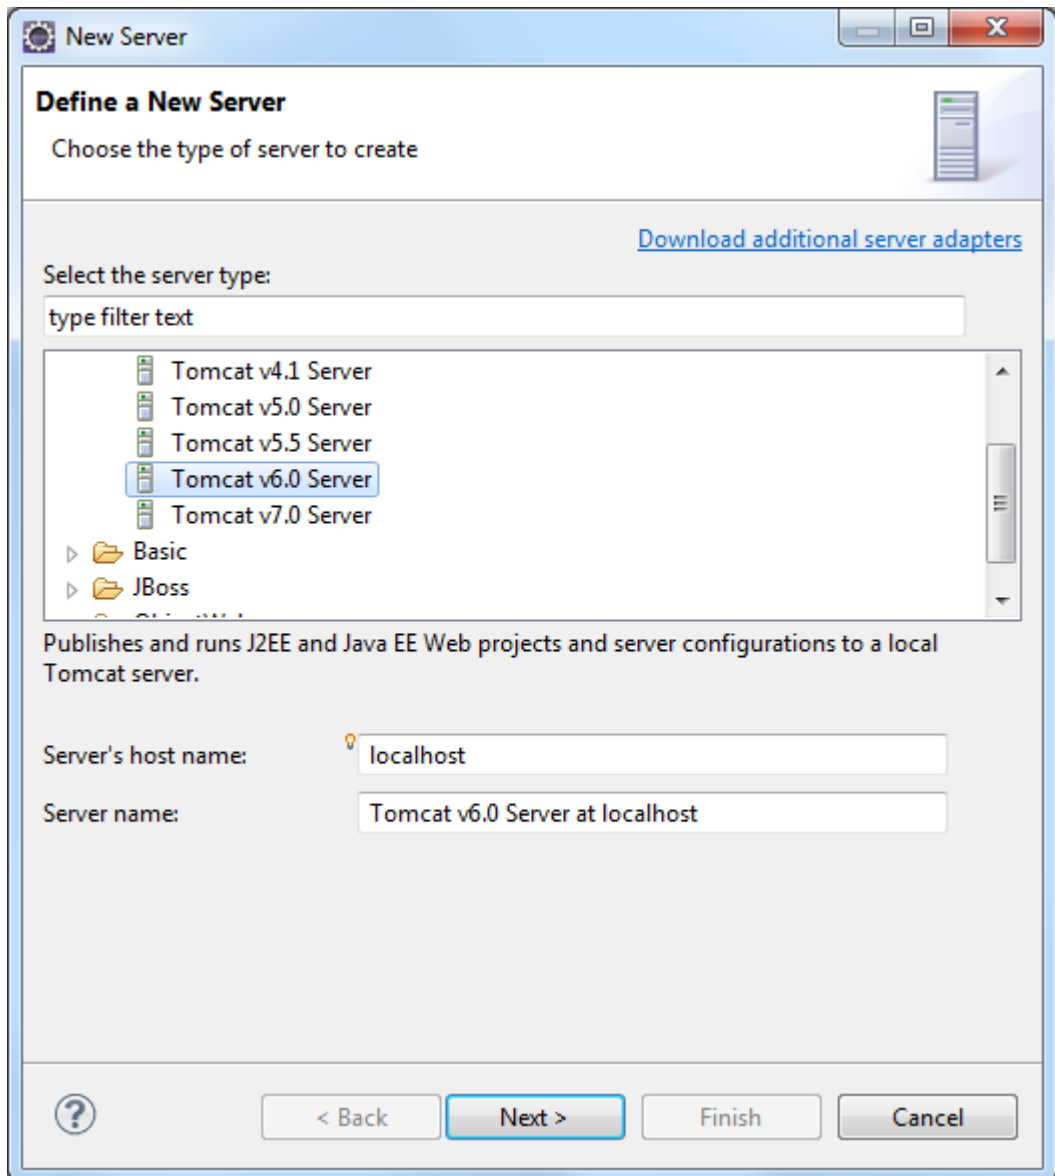 New Server
Define a New Server
Choose the type of server to create
Download additional server adapters
Select the server type:
type filter text
Tomcat v4.1 Server
Tomcat v5.0 Server
Tomcat v5.5 Server
Tomcat v6.0 Server
Tomcat v7.0 Server
Basic
JBoss
Publishes and runs J2EE and Java EE Web projects and server configurations to a local
Tomcat server.
Server's host name: localhost
Server name: Tomcat v6.0 Server at localhost
? < Back Next > Finish Cancel